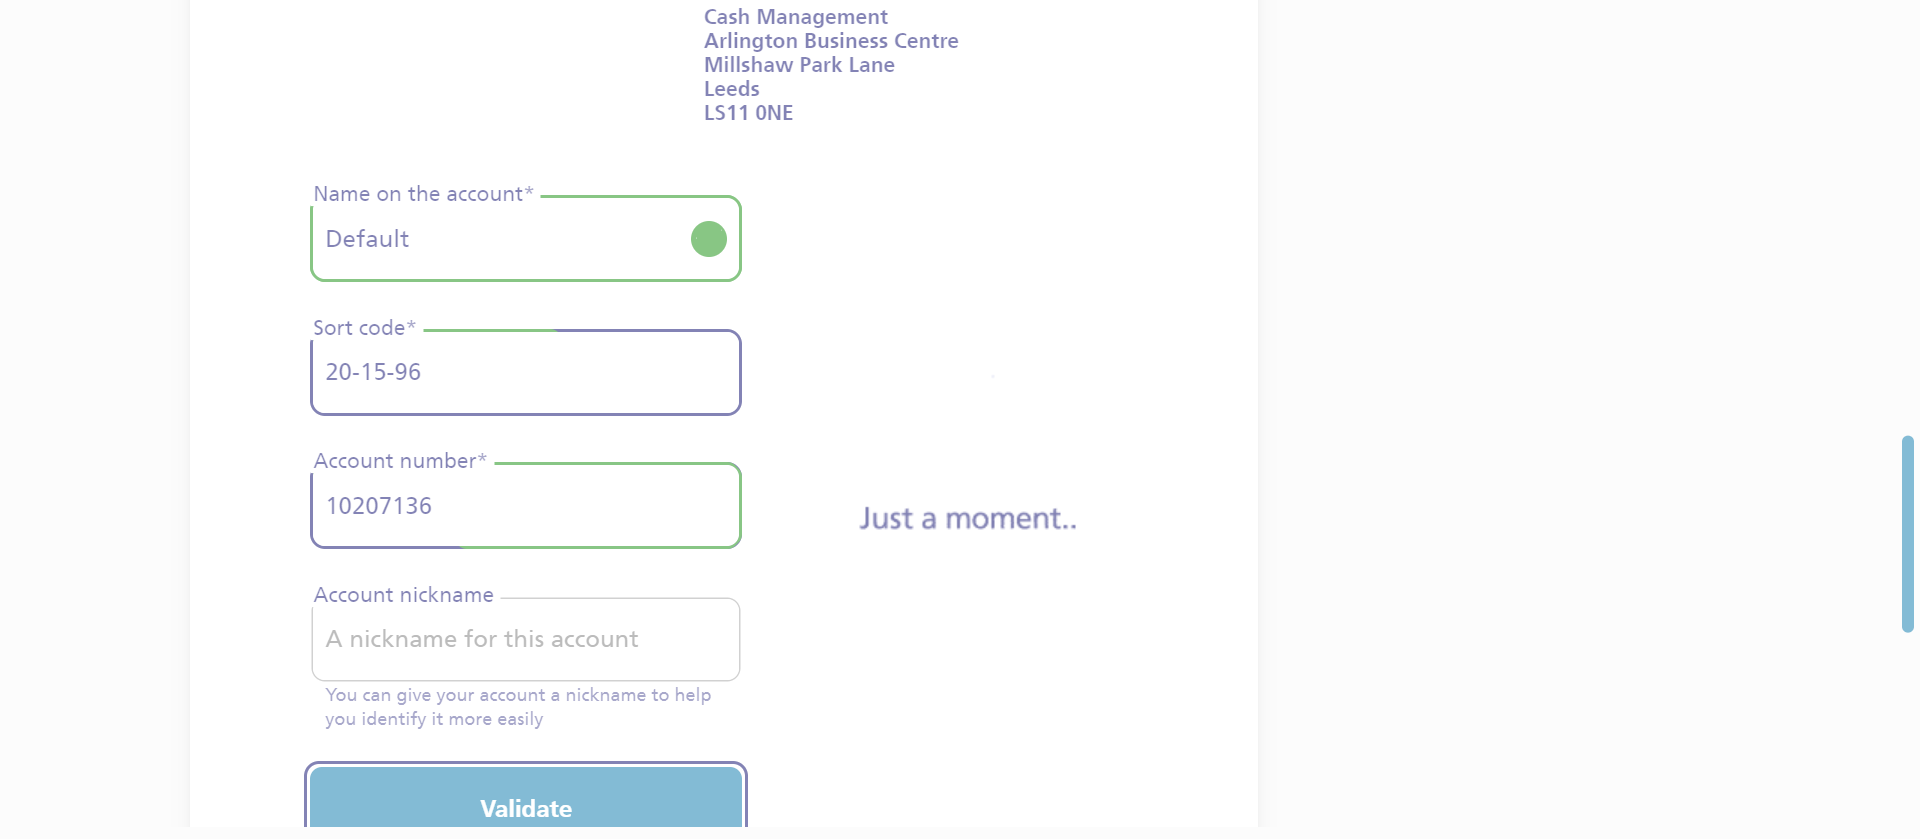 Cash Management
Arlington Business Centre
Millshaw Park Lane
Leeds
LS11 0NE
Name on the account*
Default
Sort code*
20-15-96
Account number*
10207136
Just a moment..
Account nickname
A nickname for this account
You can give your account a nickname to help
you identify it more easily
Validate